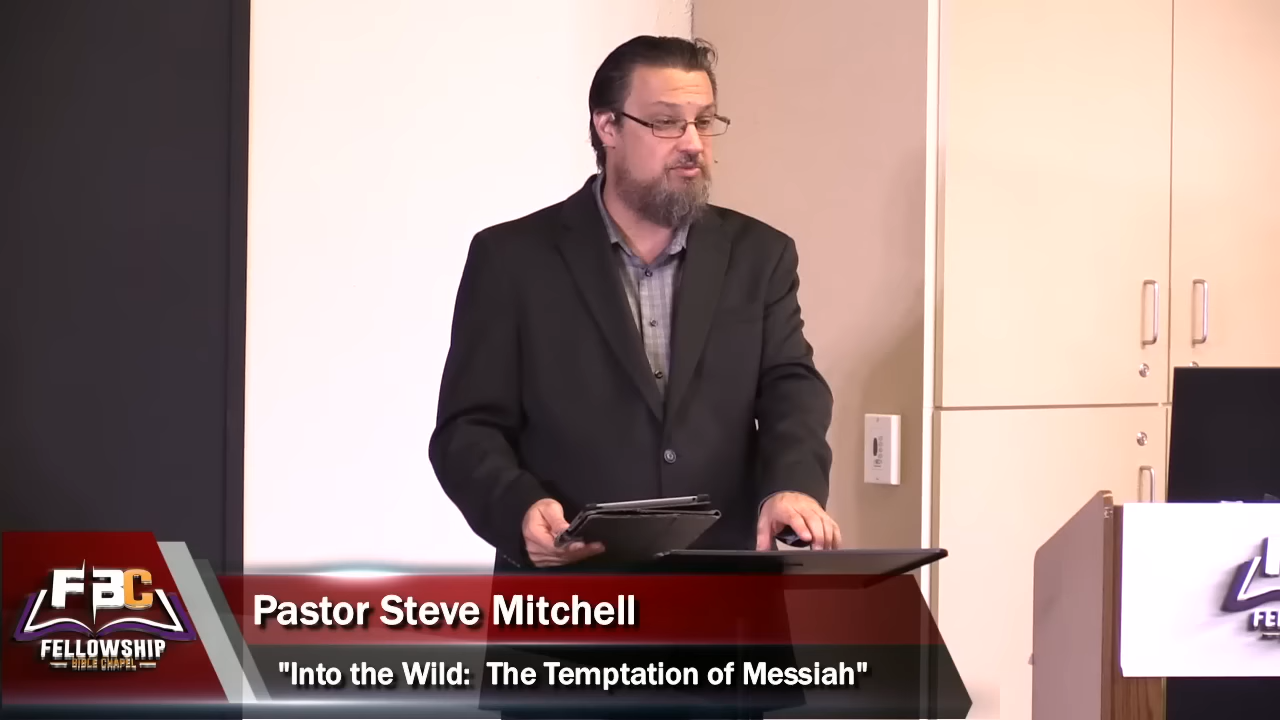 FBC
FELLOWSHIP
BIBLE CHAPEL
Pastor Steve Mitchell
"Into the Wild:  The Temptation of Messiah"